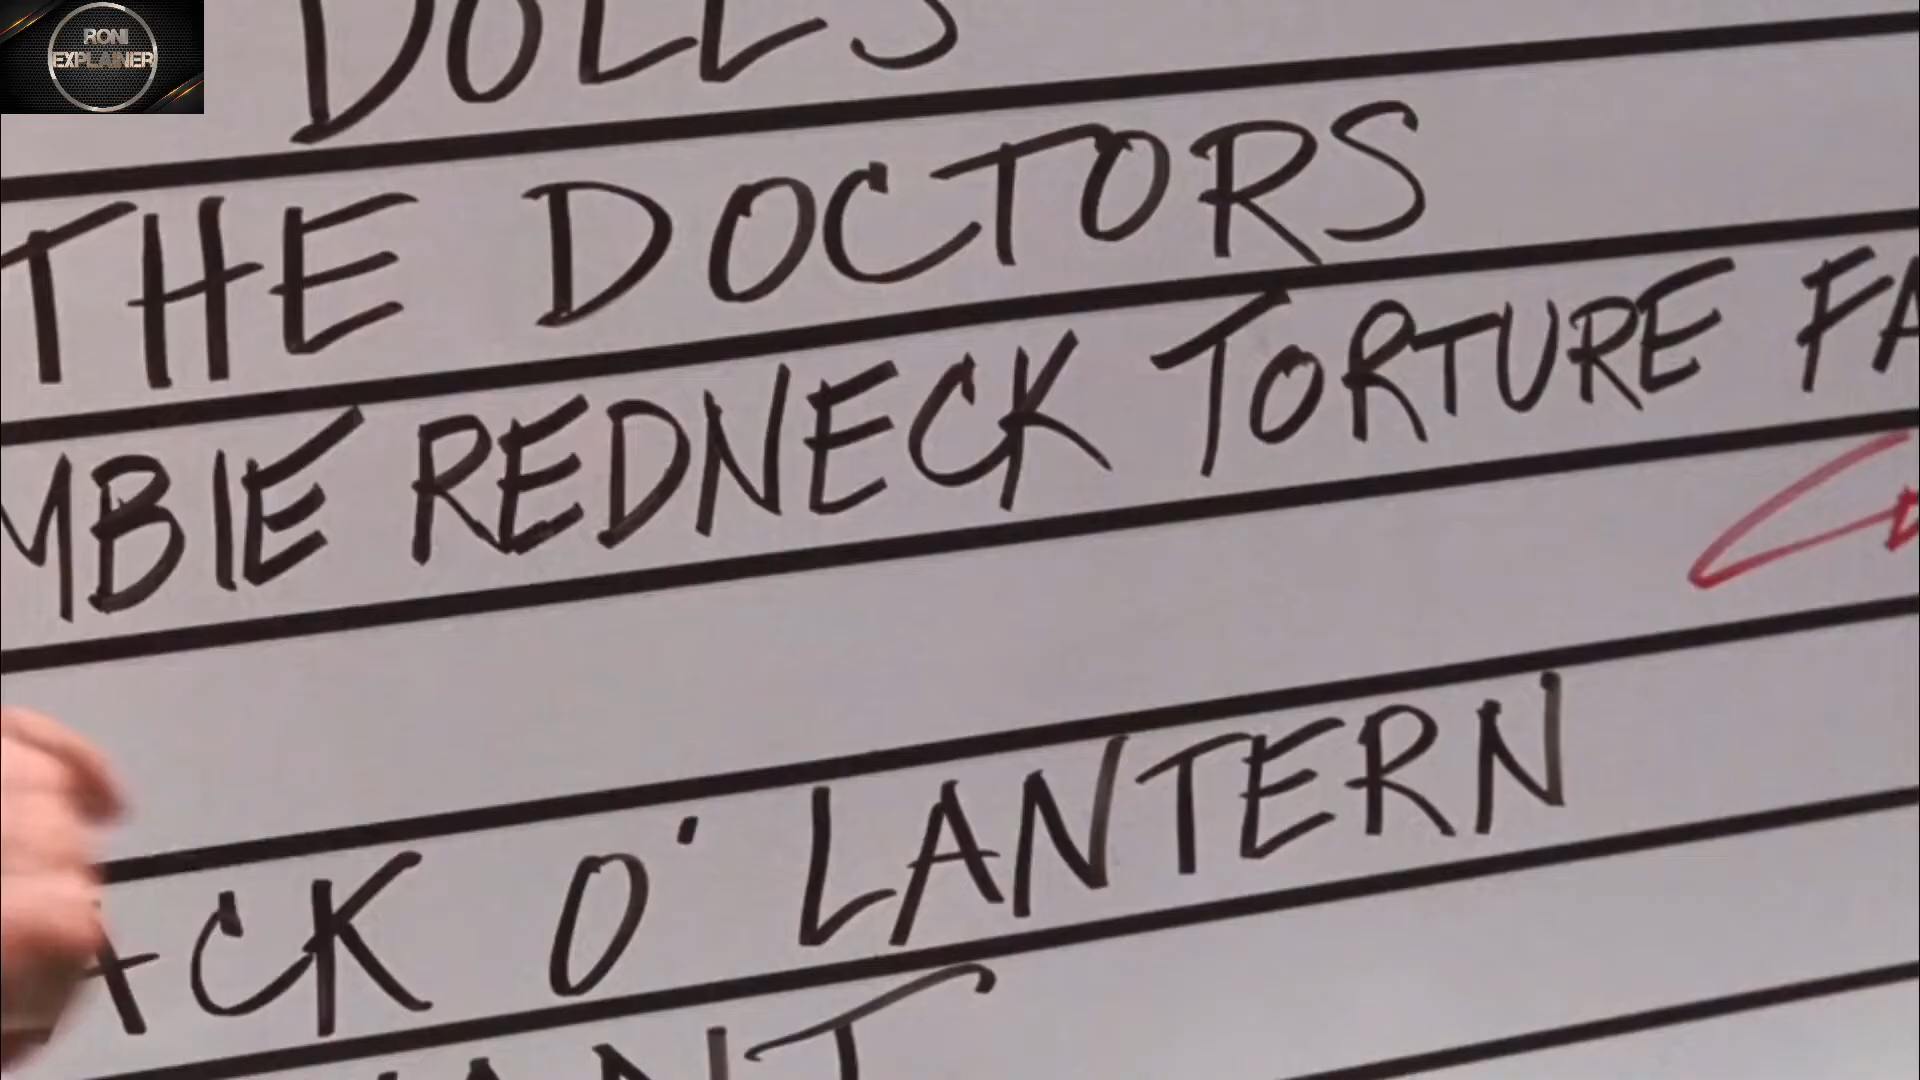 RONI
EXPLAINER
DOLLS
THE DOCTORS
MBIE REDNECK TORTURE FA
ACK O' LANTERN